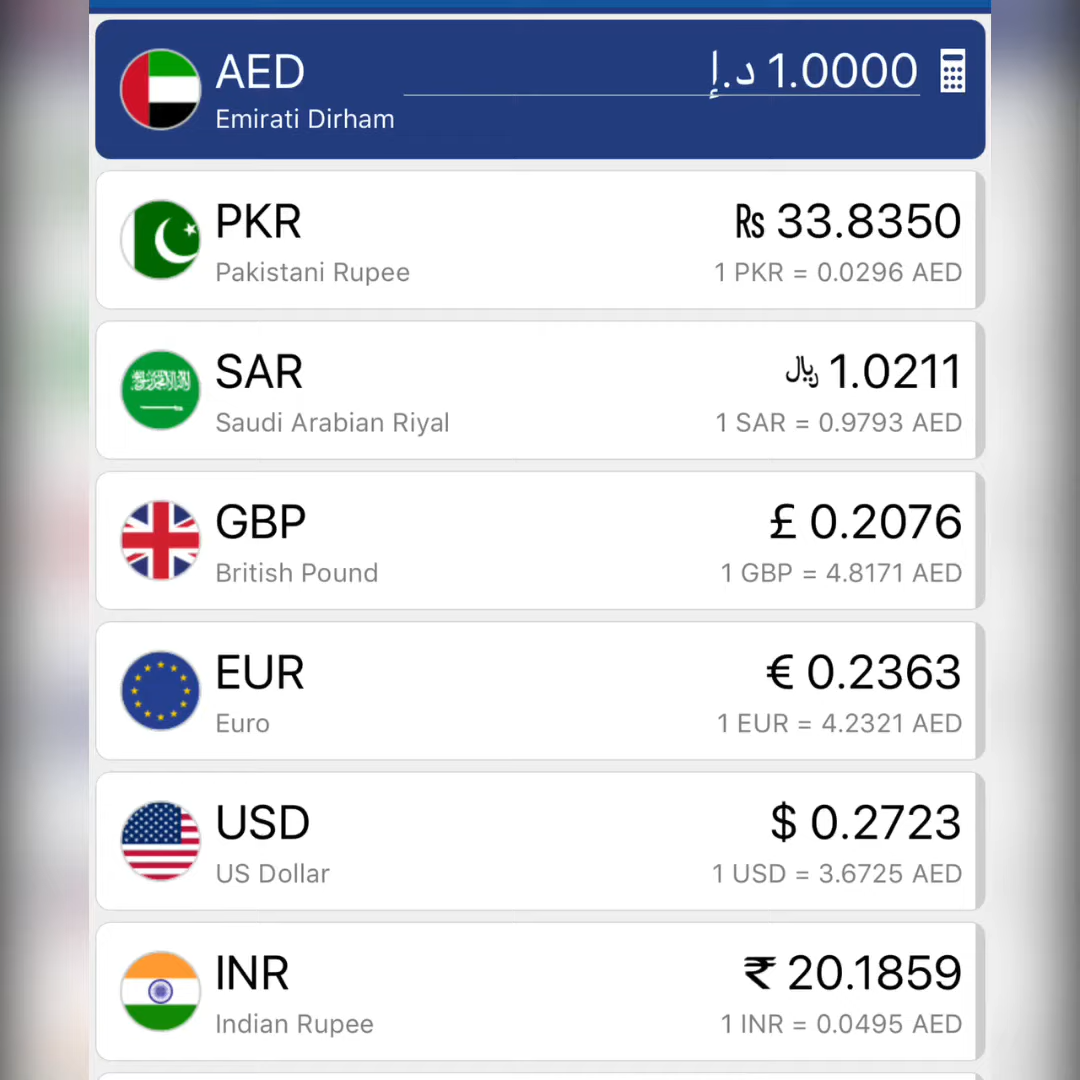 AED
د.إ 1.0000
Emirati Dirham
PKR
₨ 33.8350
Pakistani Rupee
1 PKR = 0.0296 AED
SAR
﷼ 1.0211
Saudi Arabian Riyal
1 SAR = 0.9793 AED
GBP
£ 0.2076
British Pound
1 GBP = 4.8171 AED
EUR
€ 0.2363
Euro
1 EUR = 4.2321 AED
USD
$ 0.2723
US Dollar
1 USD = 3.6725 AED
INR
₹ 20.1859
Indian Rupee
1 INR = 0.0495 AED